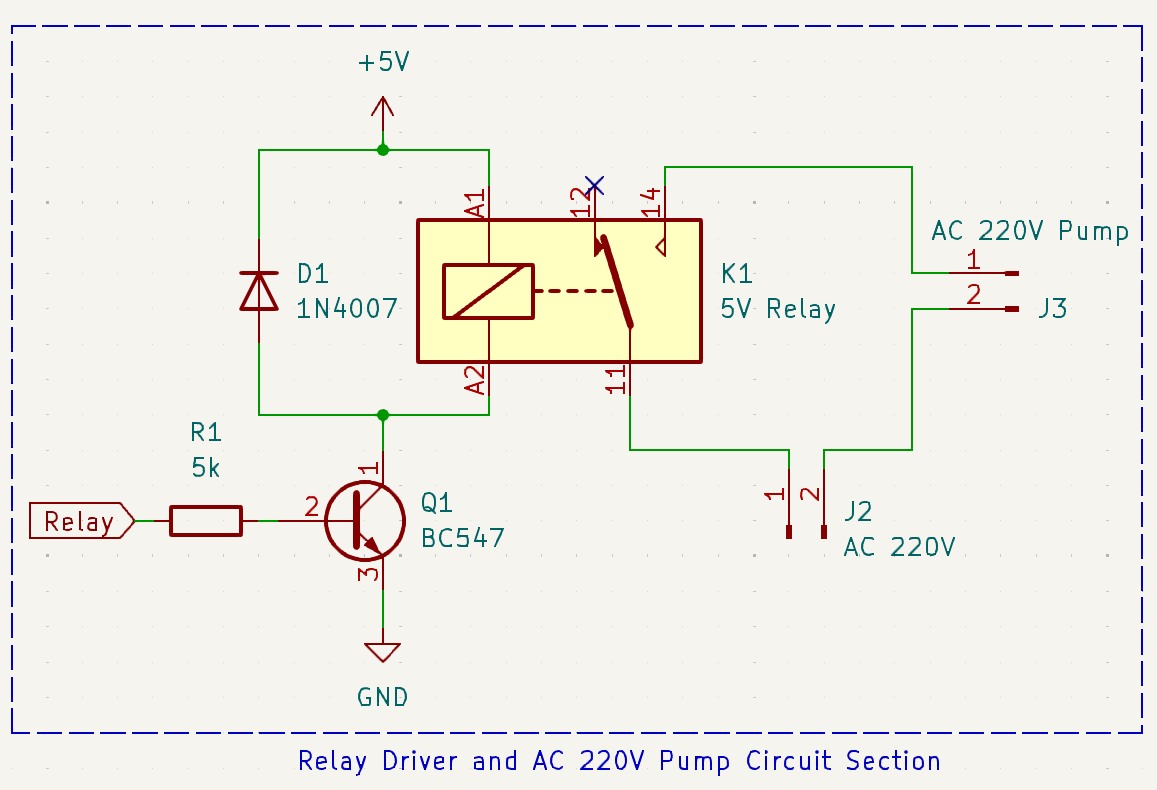 +5V
A1
12
14
AC 220V Pump
1
D1
1N4007
K1
5V Relay
2
J3
A2
11
R1
5k
1
Relay
2
Q1
BC547
1
2
J2
AC 220V
3
GND
Relay Driver and AC 220V Pump Circuit Section